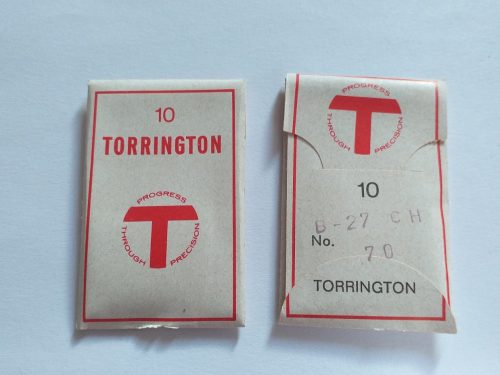 10
TORRINGTON
PROGRESS
THROUGH
PRECISION
T
PROGRESS
THROUGH
PRECISION
T
10
B-27 CH
No.
70
TORRINGTON